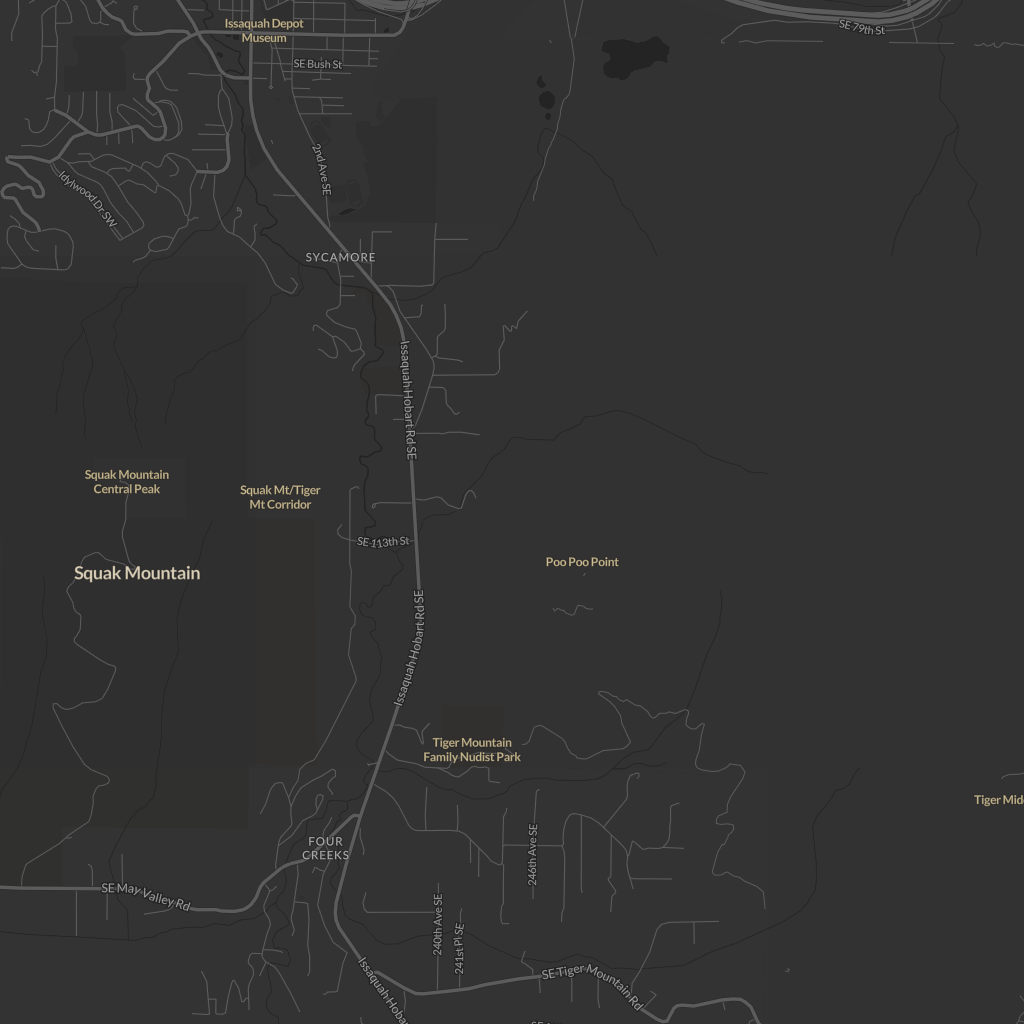 Issaquah Depot
Museum
SE 79th St
SE Bush St
2nd Ave SE
Idylwood Dr SW
SYCAMORE
Issaquah Hobart Rd SE
Squak Mountain
Central Peak
Squak Mt/Tiger
Mt Corridor
SE 113th St
Poo Poo Point
Squak Mountain
Issaquah Hobart Rd SE
Tiger Mountain
Family Nudist Park
Tiger Mid
FOUR
CREEKS
246th Ave SE
SE May Valley Rd
240th Ave SE
241st Pl SE
SE Tiger Mountain Rd
Issaquah Hoba